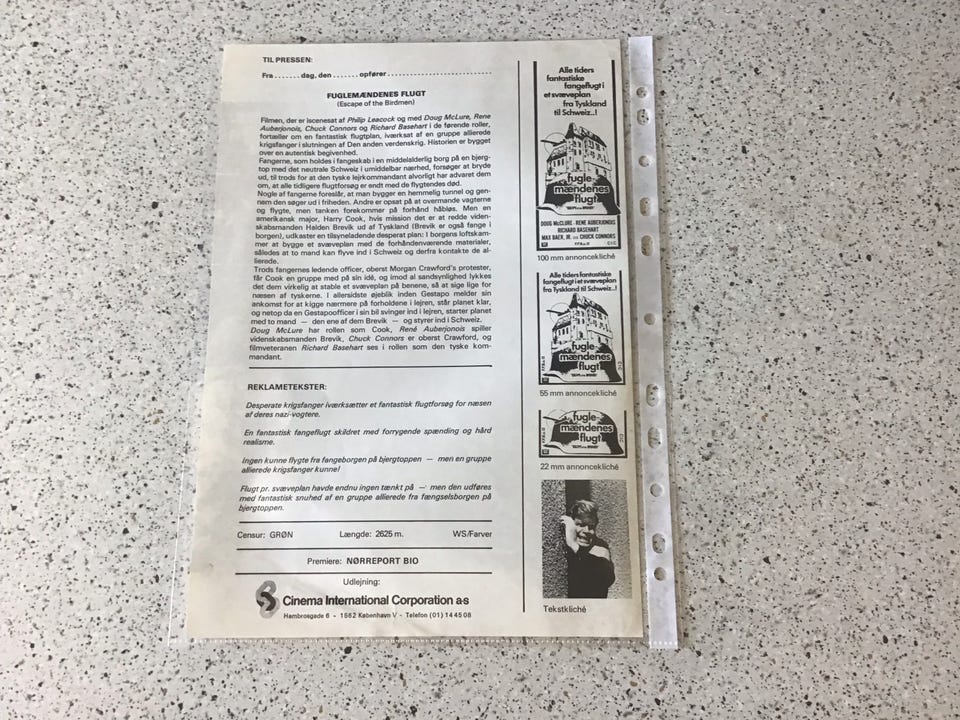 TIL PRESSEN:
Fra.......dag, den.......opfører............................
FUGLEMÆNDENES FLUGT
(Escape of the Birdmen)
Filmen, der er iscenesat af Philip Leacock og med Doug McLure, Rene
Auberjonois, Chuck Connors og Richard Basehart i de førende roller,
fortæller om en fantastisk flugtplan, iværksat af en gruppe allierede
krigsfanger i slutningen af Den anden verdenskrig. Historien er bygget
over en autentisk begivenhed.
Fangerne, som holdes i fangeskab i en middelalderlig borg på en bjerg-
top med det neutrale Schweiz i umiddelbar nærhed, forsøger at bryde
ud, til trods for at den tyske lejrkommandant alvorligt har advaret dem
om, at alle tidligere flugtforsøg er endt med de flygtendes død.
Nogle af fangerne foreslår, at man bygger en hemmelig tunnel og gen-
nem den søger ud i friheden. Andre er opsat på at overmande vagterne
og flygte, men tanken forekommer på forhånd håbløs. Men en
amerikansk major, Harry Cook, hvis mission det er at redde viden-
skabsmanden Halden Brevik ud af Tyskland (Brevik er også fange i
borgen), udkaster en tilsyneladende desperat plan: I borgens loftskam-
mer at bygge et svæveplan med de forhåndenværende materialer,
således at to mand kan flyve ind i Schweiz og derfra kontakte de al-
lierede.
Trods fangernes ledende officer, oberst Morgan Crawford's protester,
får Cook en gruppe med på sin idé, og imod al sandsynlighed lykkes
det dem virkelig at stable et svæveplan på benene, så at sige lige for
næsen af tyskerne. I allersidste øjeblik inden Gestapo melder sin
ankomst for at kigge nærmere på forholdene i lejren, står planet klar,
og netop da en Gestapoofficer i sin bil svinger ind i lejren, starter planet
med to mand — den ene af dem Brevik — og styrer ind i Schweiz.
Doug McLure har rollen som Cook, René Auberjonois spiller
videnskabsmanden Brevik, Chuck Connors er oberst Crawford, og
filmveteranen Richard Basehart ses i rollen som den tyske kom-
mandant.
REKLAMETEKSTER:
Desperate krigsfanger iværksætter et fantastisk flugtforsøg for næsen
af deres nazi-vogtere.
En fantastisk fangeflugt skildret med forrygende spænding og hård
realisme.
Ingen kunne flygte fra fangeborgen på bjergtoppen — men en gruppe
allierede krigsfanger kunne!
Flugt pr. svæveplan havde endnu ingen tænkt på — men den udføres
med fantastisk snuhed af en gruppe allierede fra fængselsborgen på
bjergtoppen.
Censur: GRØN Længde: 2625 m. WS/Farver
Premiere: NØRREPORT BIO
Udlejning:
Cinema International Corporation a-s
Hambrosgade 6 - 1562 København V - Telefon (01) 14 45 08
Alle tiders
fantastiske
fangeflugt i
et svæveplan
fra Tyskland
til Schweiz..!
fugle-
mændenes
flugt
DOUG McCLURE · RENE AUBERJONOIS
RICHARD BASEHART
MAX BAER, JR. og CHUCK CONNORS
CIC
100 mm annoncekliché
Alle tiders fantastiske
fangeflugt i et svæveplan
fra Tyskland til Schweiz..!
fugle-
mændenes
flugt
CIC
55 mm annoncekliché
fugle-
mændenes
flugt
CIC
22 mm annoncekliché
Tekstkliché